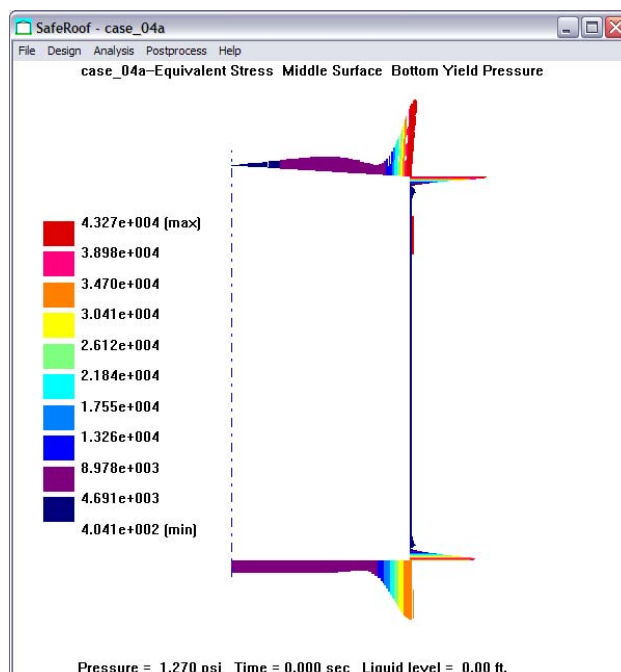 SafeRoof - case_04a
File Design Analysis Postprocess Help
case_04a-Equivalent Stress Middle Surface Bottom Yield Pressure
4.327e+004 (max)
3.898e+004
3.470e+004
3.041e+004
2.612e+004
2.184e+004
1.755e+004
1.326e+004
8.978e+003
4.691e+003
4.041e+002 (min)
Pressure = 1.270 psi Time = 0.000 sec Liquid level = 0.00 ft.